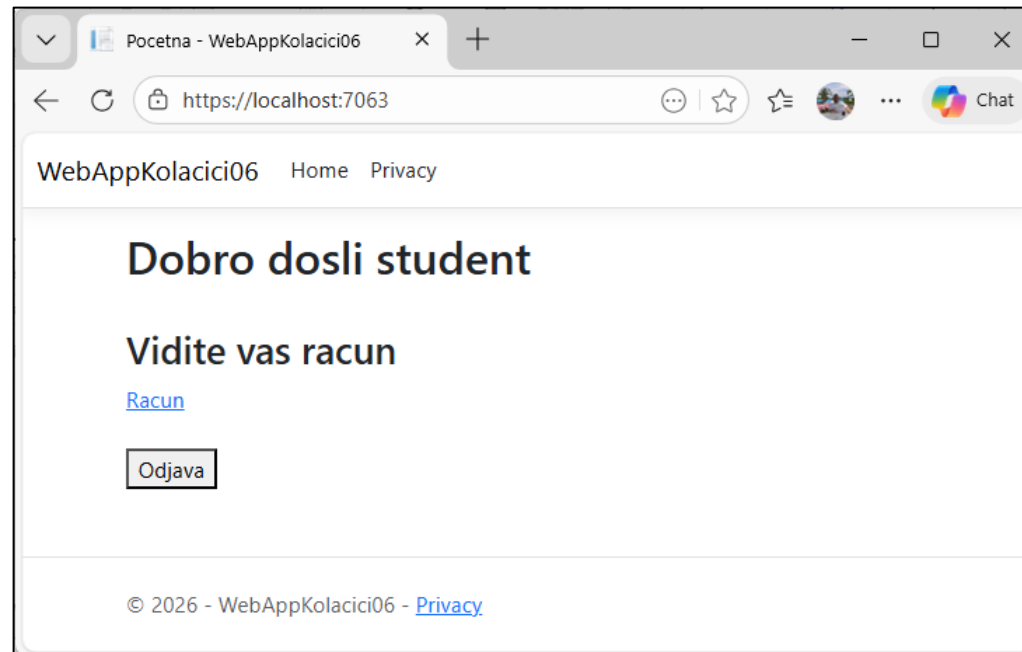 Pocetna - WebAppKolacici06
https://localhost:7063
Chat
WebAppKolacici06 Home Privacy
Dobro dosli student
Vidite vas racun
Racun
Odjava
© 2026 - WebAppKolacici06 - Privacy